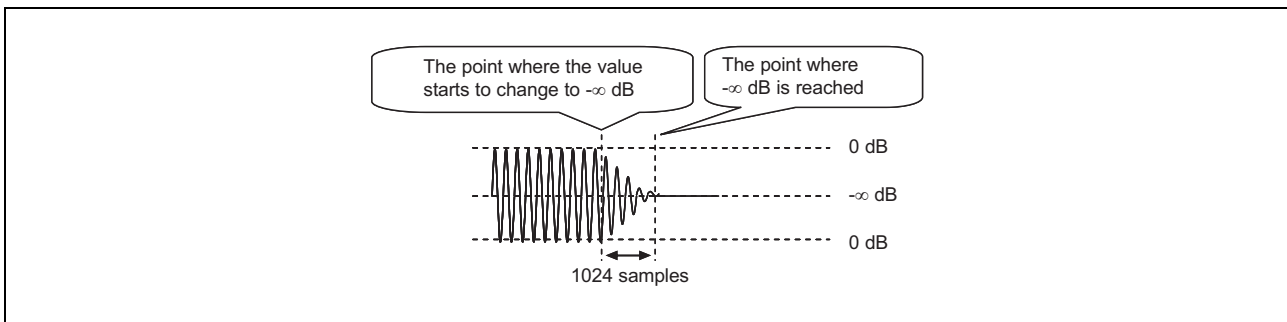 The point where the value
starts to change to -∞ dB
The point where
-∞ dB is reached
0 dB
-∞ dB
0 dB
1024 samples